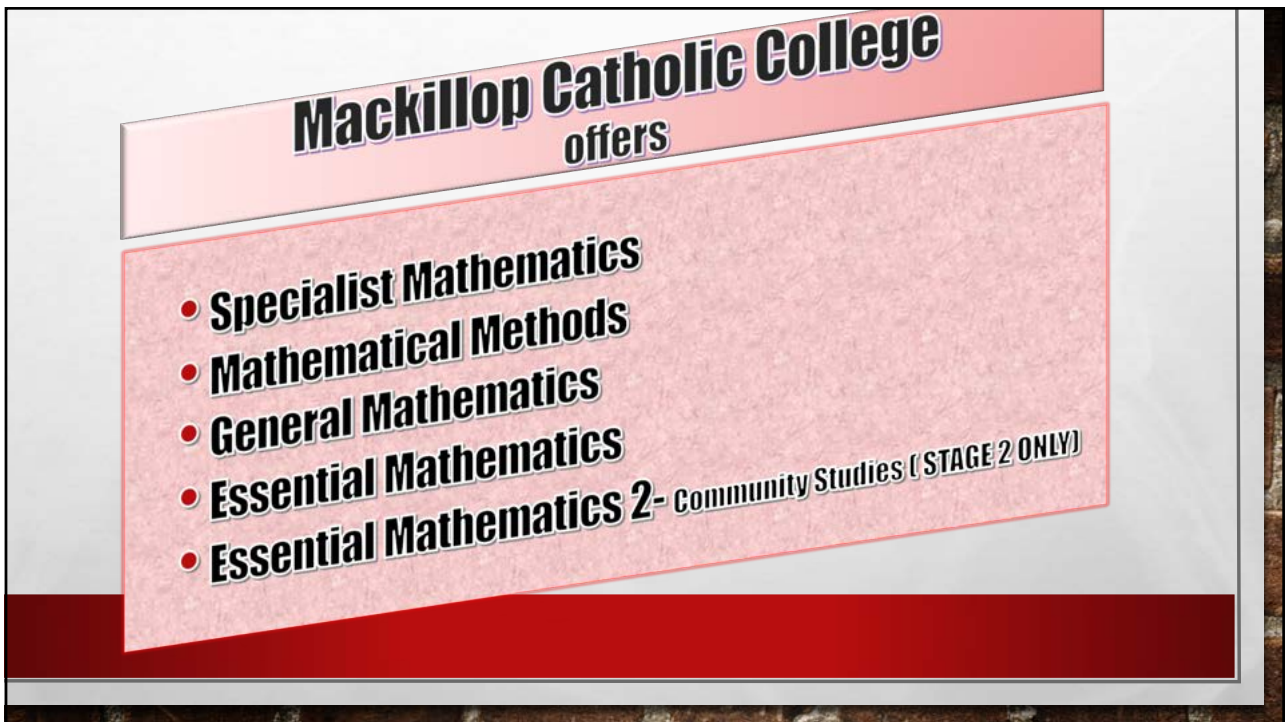 Mackillop Catholic College
offers
• Specialist Mathematics
• Mathematical Methods
• General Mathematics
• Essential Mathematics
• Essential Mathematics 2- Community Studies ( STAGE 2 ONLY)